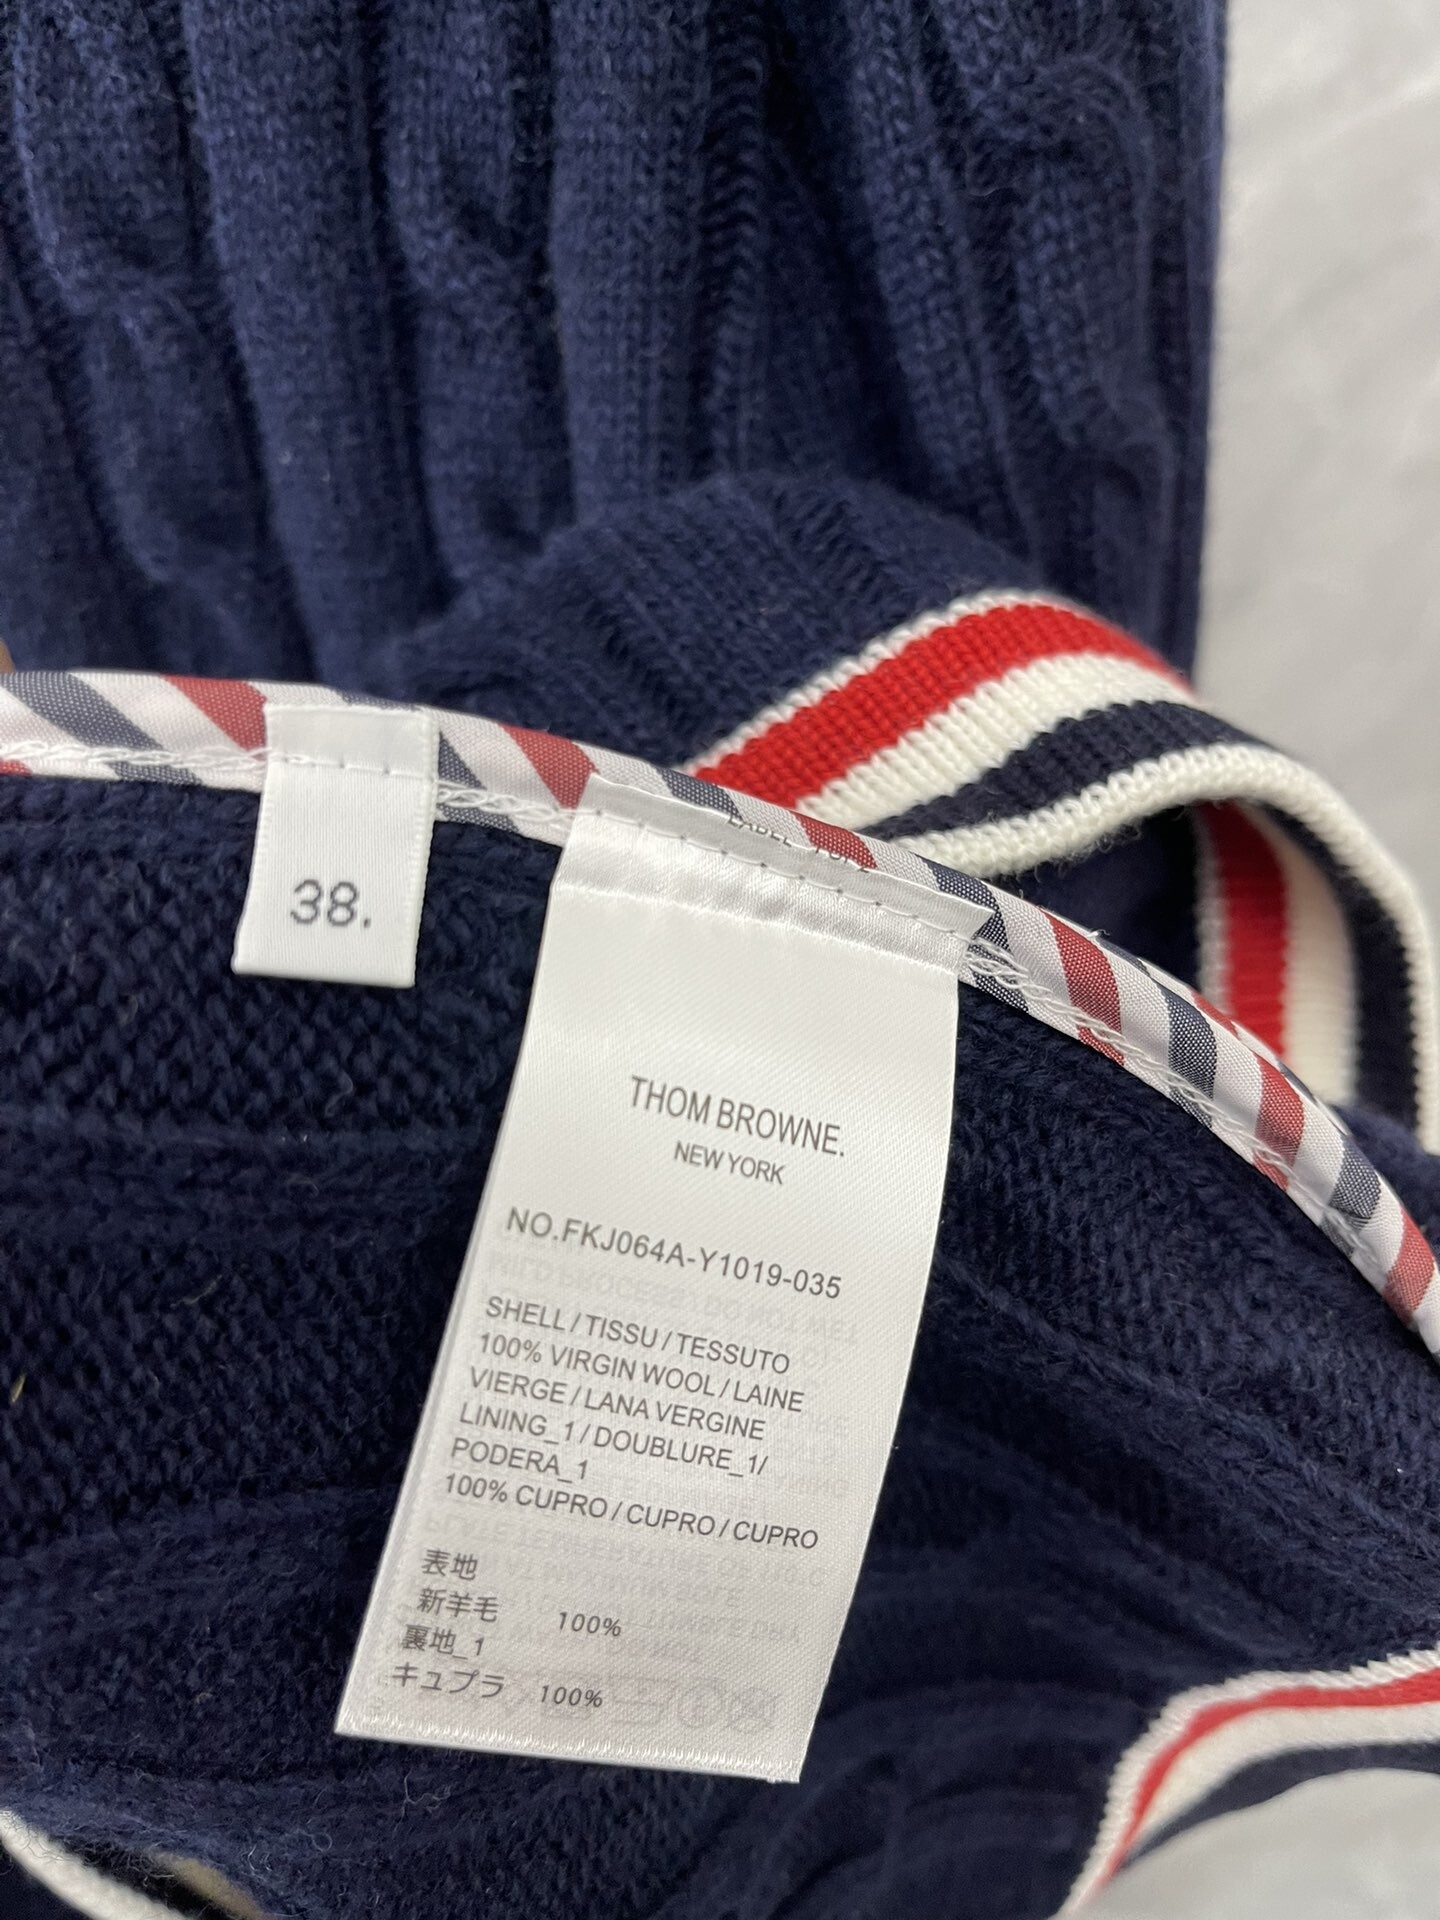 38.
THOM BROWNE.
NEW YORK
NO.FKJ064A-Y1019-035
SHELL / TISSU / TESSUTO
100% VIRGIN WOOL / LAINE
VIERGE / LANA VERGINE
LINING_1 / DOUBLURE_1/
PODERA_1
100% CUPRO / CUPRO / CUPRO
表地
新羊毛 100%
裏地_1
キュプラ 100%